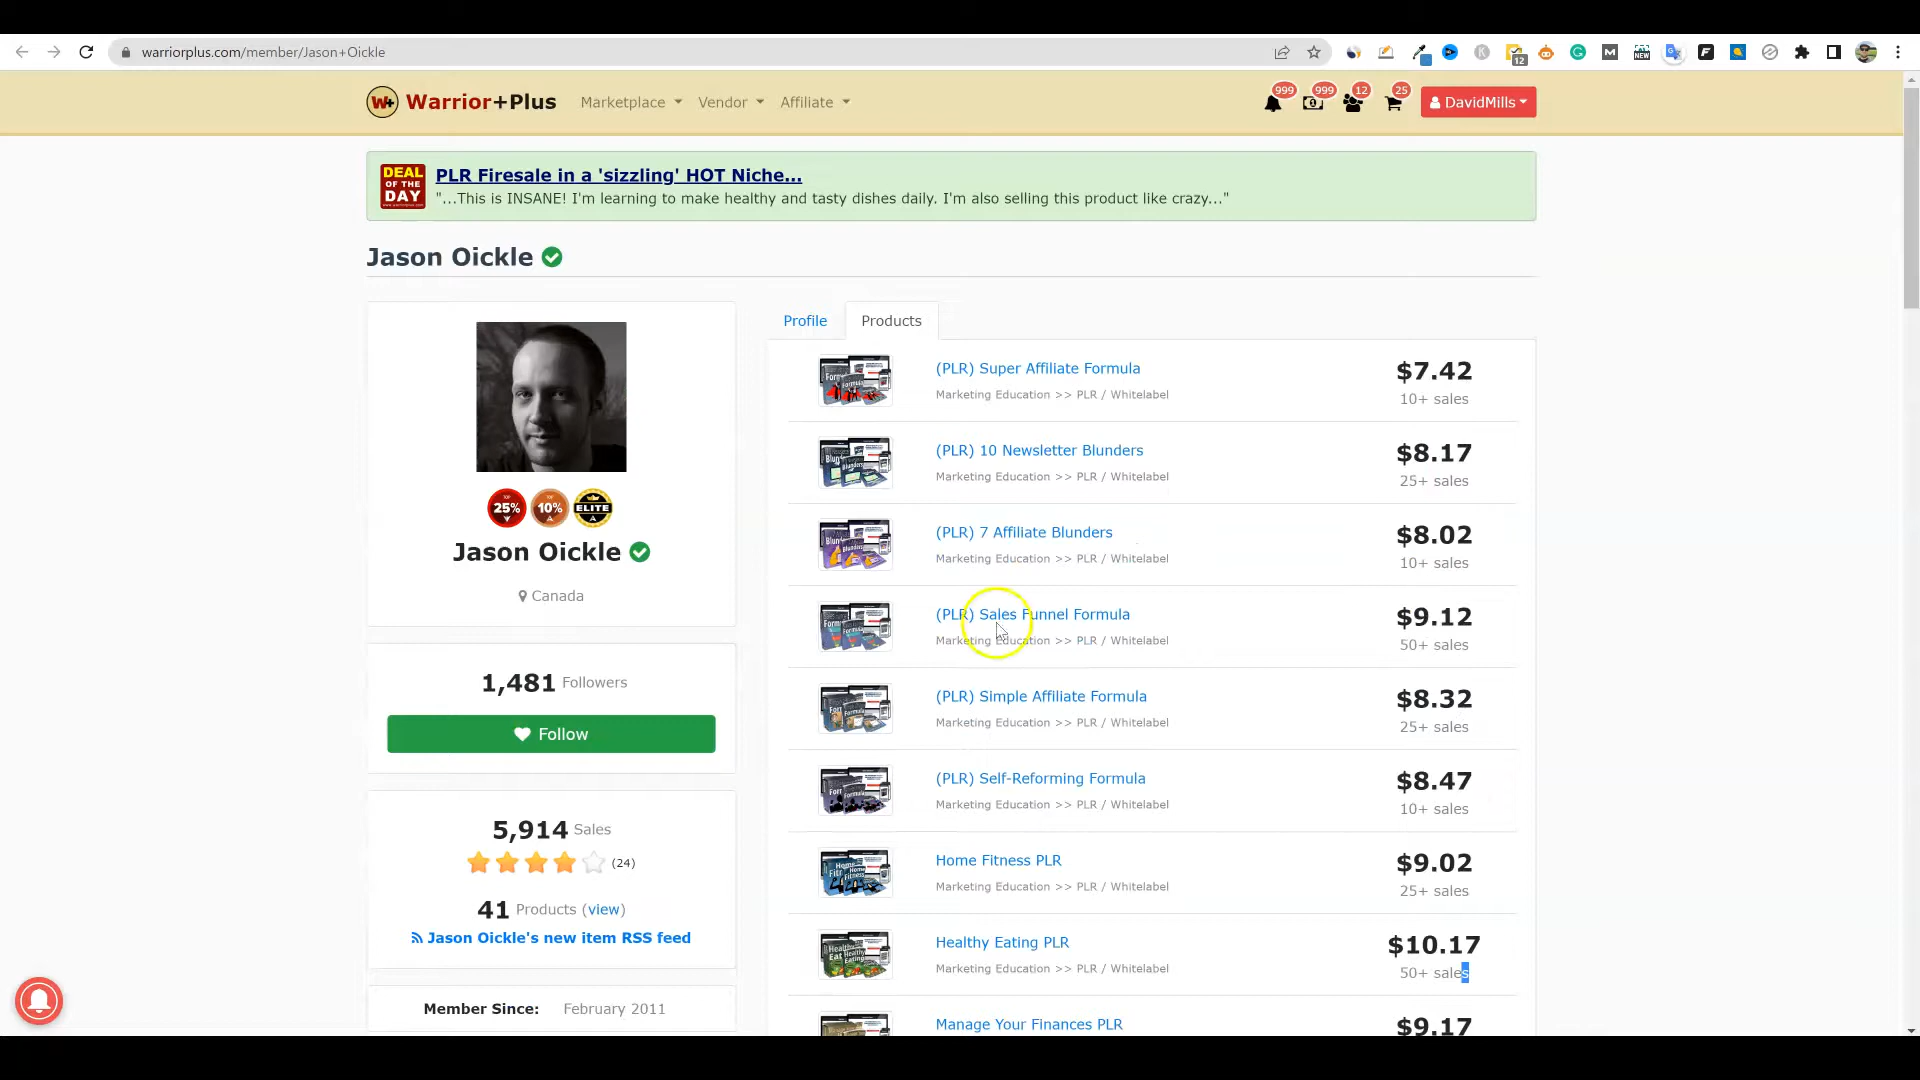 warriorplus.com/member/Jason+Oickle
12
NEW
Warrior+Plus
Marketplace
Vendor
Affiliate
999
999
12
25
DavidMills
DEAL
OF THE
DAY
PLR Firesale in a 'sizzling' HOT Niche...
"...This is INSANE! I'm learning to make healthy and tasty dishes daily. I'm also selling this product like crazy..."
Jason Oickle
TOP
25%
TOP
10%
ELITE
Jason Oickle
Canada
1,481 Followers
Follow
5,914 Sales
(24)
41 Products (view)
Jason Oickle's new item RSS feed
Member Since: February 2011
Profile
Products
(PLR) Super Affiliate Formula
Marketing Education >> PLR / Whitelabel
$7.42
10+ sales
(PLR) 10 Newsletter Blunders
Marketing Education >> PLR / Whitelabel
$8.17
25+ sales
(PLR) 7 Affiliate Blunders
Marketing Education >> PLR / Whitelabel
$8.02
10+ sales
(PLR) Sales Funnel Formula
Marketing Education >> PLR / Whitelabel
$9.12
50+ sales
(PLR) Simple Affiliate Formula
Marketing Education >> PLR / Whitelabel
$8.32
25+ sales
(PLR) Self-Reforming Formula
Marketing Education >> PLR / Whitelabel
$8.47
10+ sales
Home Fitness PLR
Marketing Education >> PLR / Whitelabel
$9.02
25+ sales
Healthy Eating PLR
Marketing Education >> PLR / Whitelabel
$10.17
50+ sales
Manage Your Finances PLR
$9.17